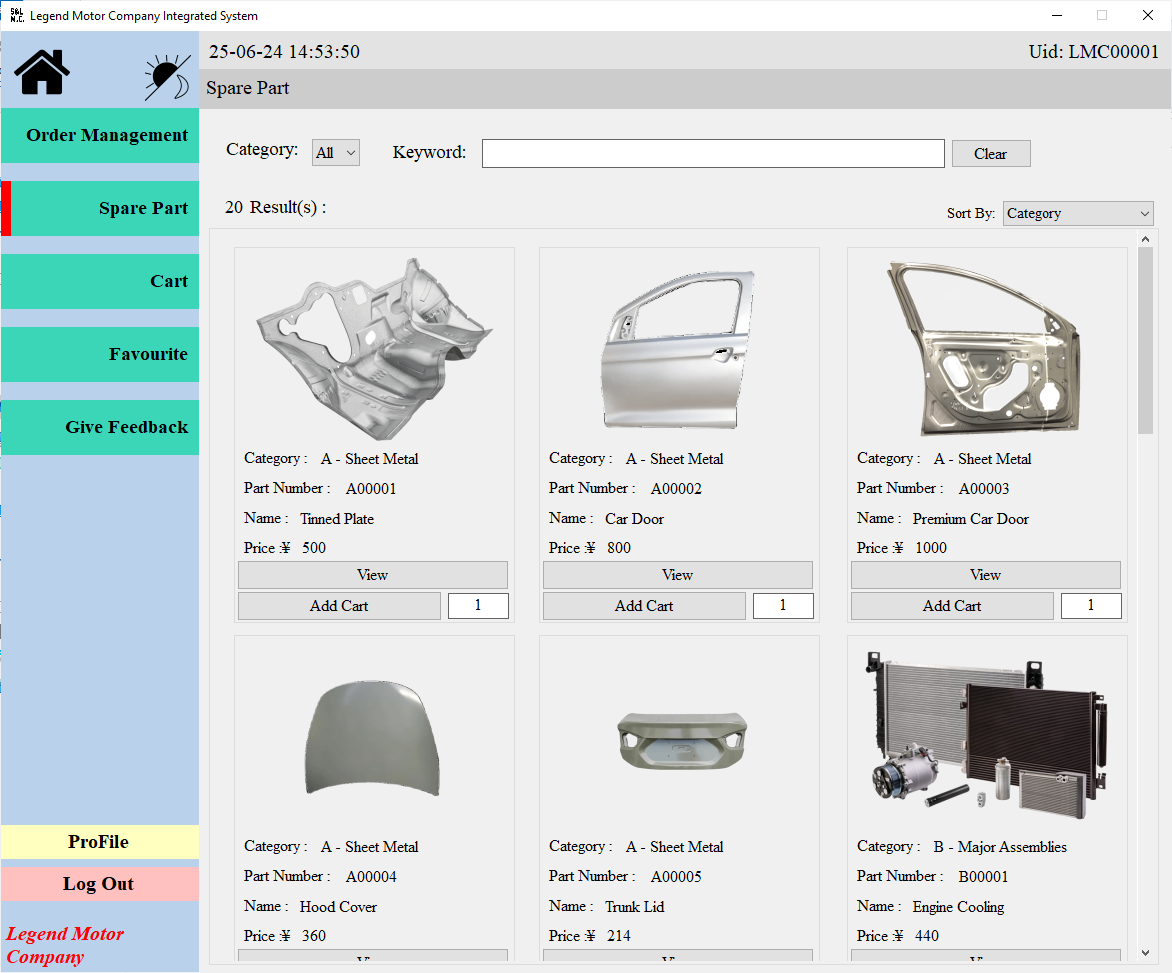 S&L
M.C.
Legend Motor Company Integrated System
25-06-24 14:53:50
Uid: LMC00001
Spare Part
Order Management
Spare Part
Cart
Favourite
Give Feedback
ProFile
Log Out
Legend Motor
Company
Category:
All
Keyword:
Clear
20 Result(s) :
Sort By:
Category
Category : A - Sheet Metal
Part Number : A00001
Name : Tinned Plate
Price :¥ 500
View
Add Cart
1
Category : A - Sheet Metal
Part Number : A00002
Name : Car Door
Price :¥ 800
View
Add Cart
1
Category : A - Sheet Metal
Part Number : A00003
Name : Premium Car Door
Price :¥ 1000
View
Add Cart
1
Category : A - Sheet Metal
Part Number : A00004
Name : Hood Cover
Price :¥ 360
View
Category : A - Sheet Metal
Part Number : A00005
Name : Trunk Lid
Price :¥ 214
View
Category : B - Major Assemblies
Part Number : B00001
Name : Engine Cooling
Price :¥ 440
View